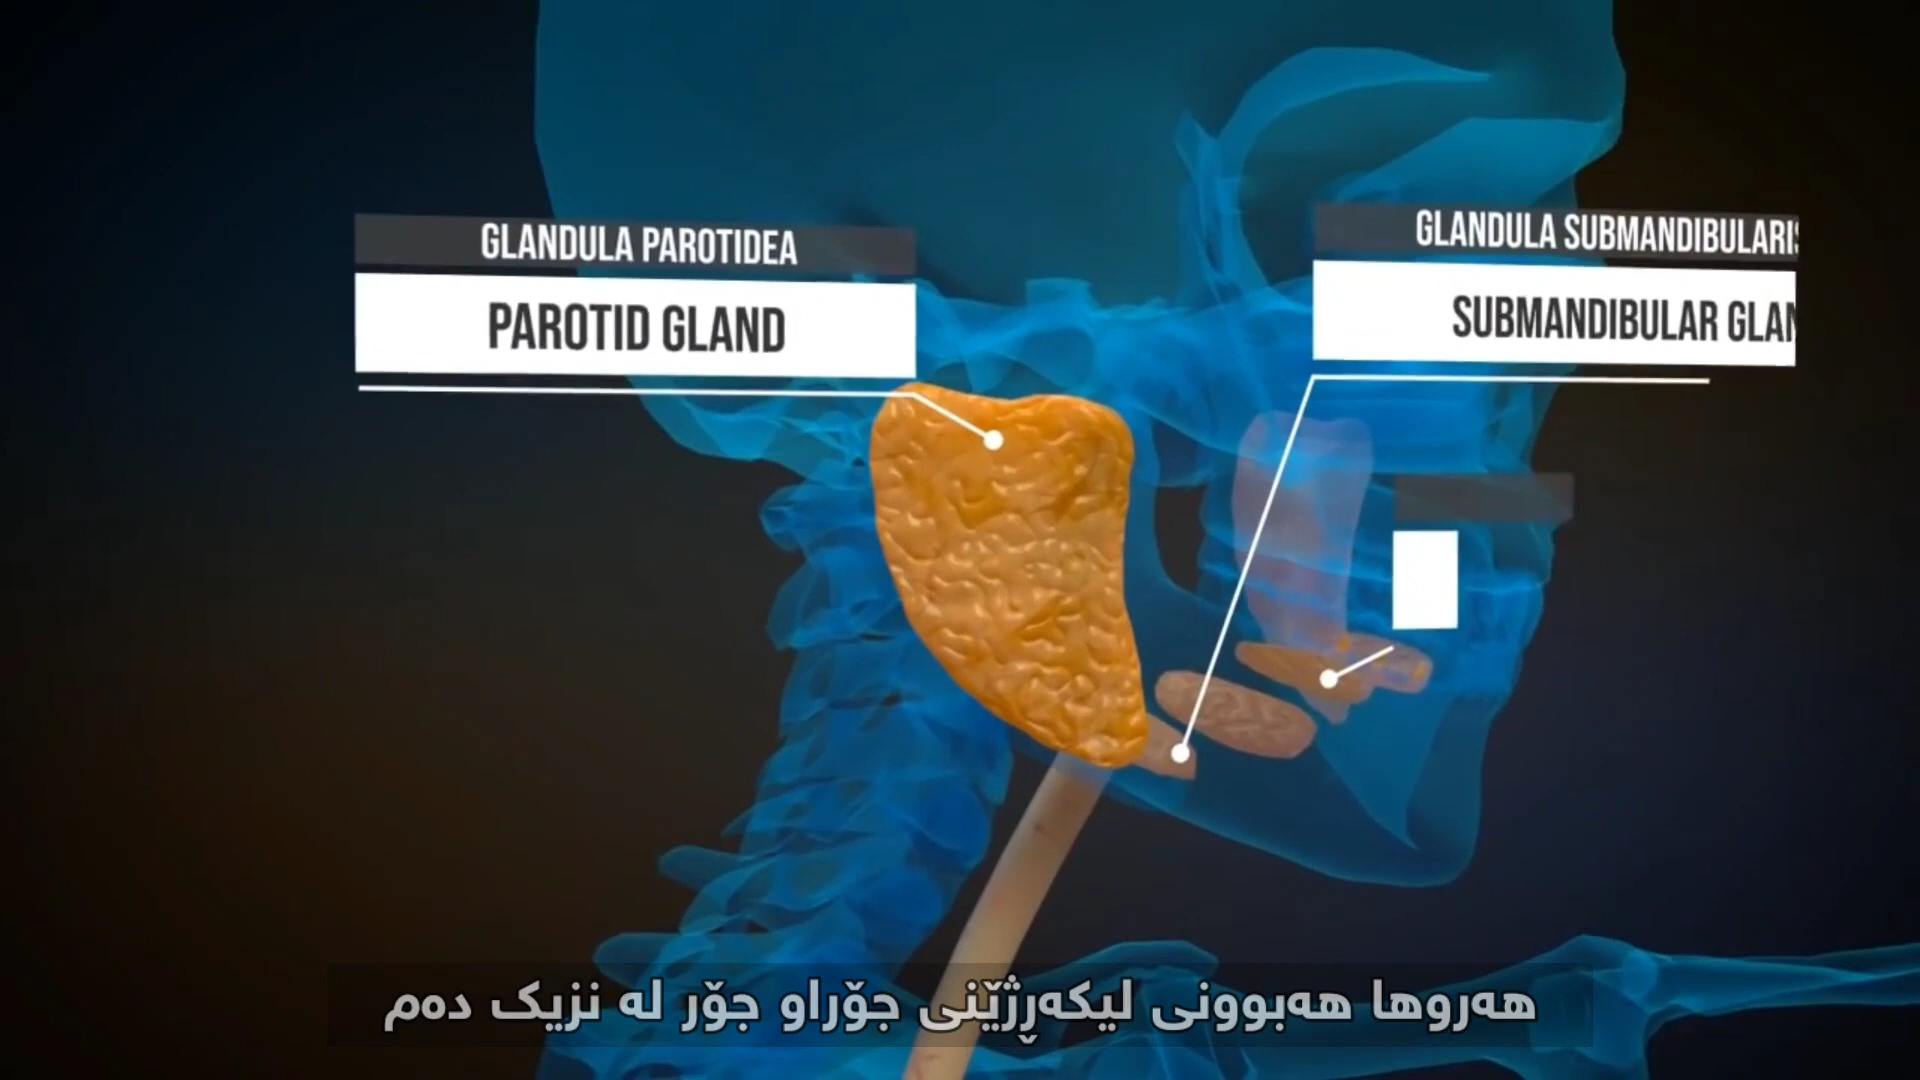 GLANDULA PAROTIDEA
PAROTID GLAND
GLANDULA SUBMANDIBULARIS
SUBMANDIBULAR GLAN
هەروها هەبوونی لیکەڕژێنی جۆراو جۆر لە نزیک دەم